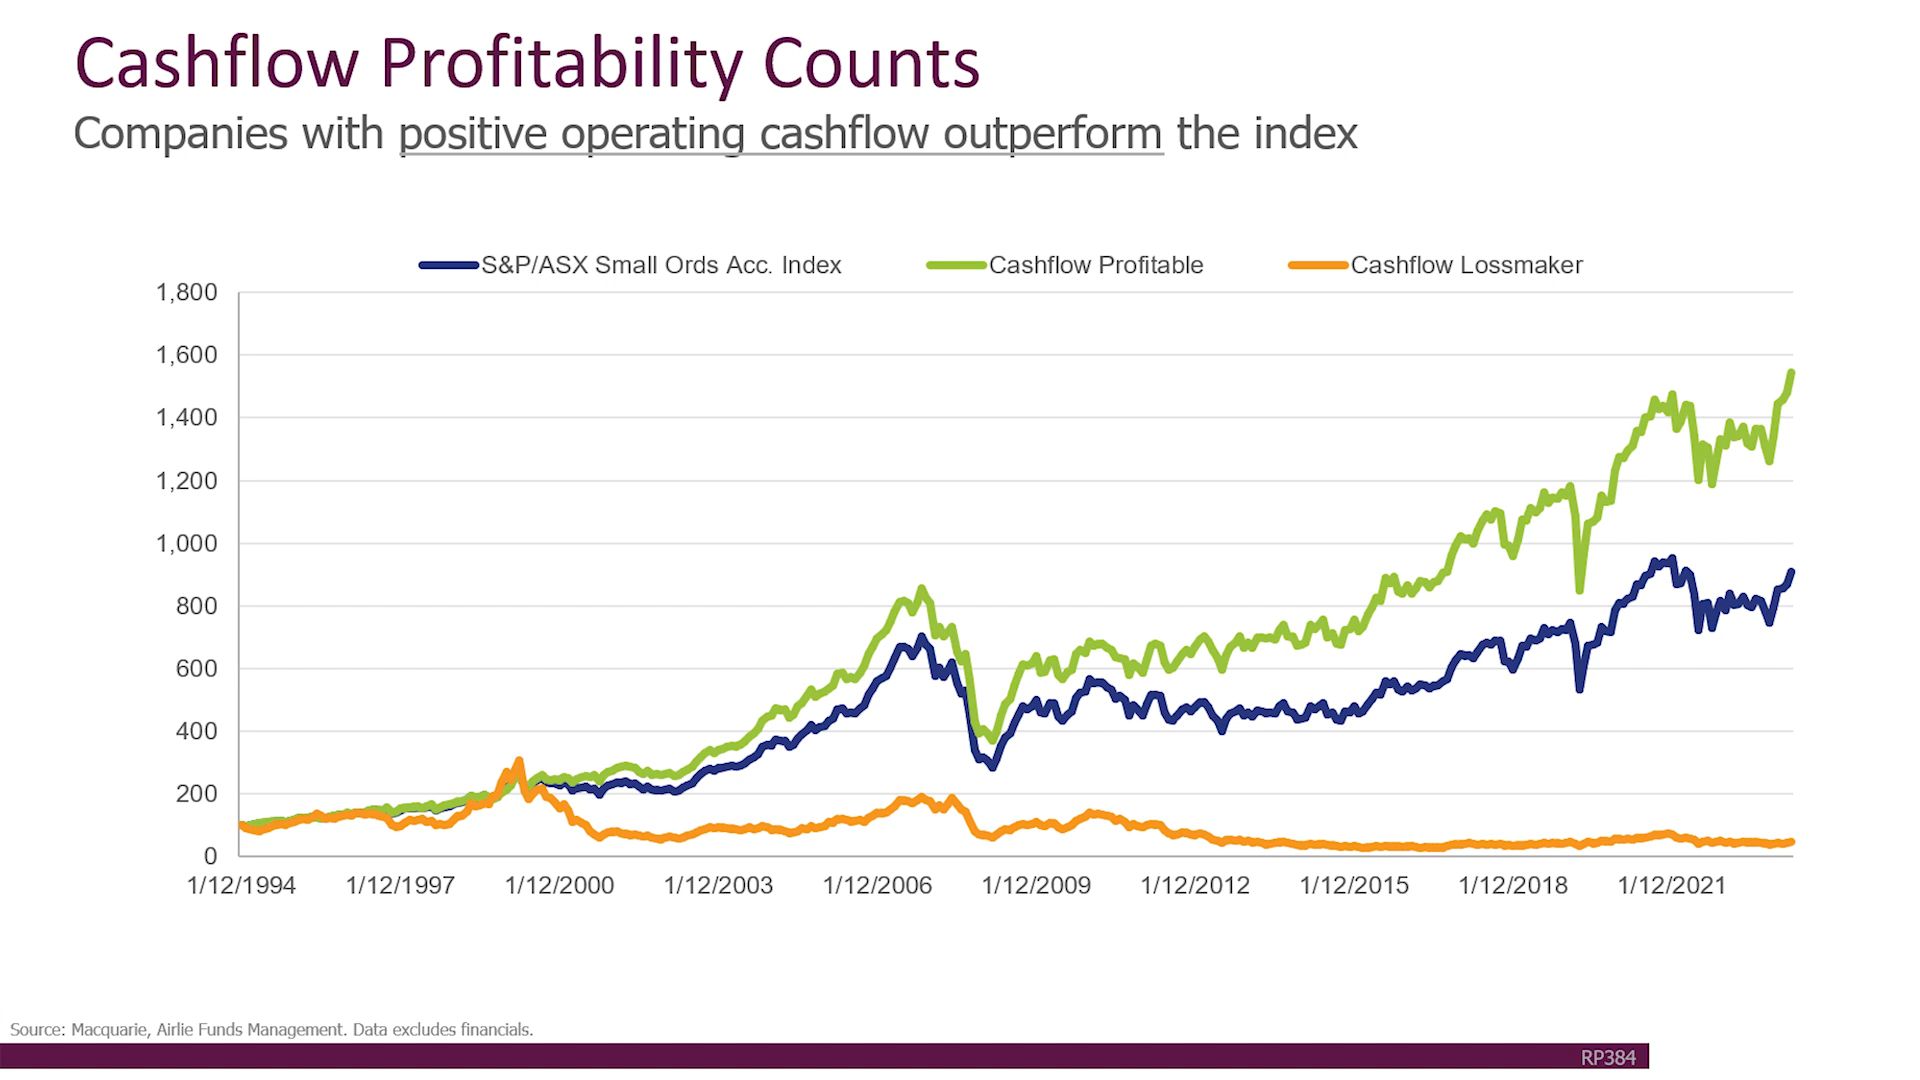 Cashflow Profitability Counts
Companies with positive operating cashflow outperform the index
S&P/ASX Small Ords Acc. Index Cashflow Profitable Cashflow Lossmaker
1,800
1,600
1,400
1,200
1,000
800
600
400
200
0
1/12/1994 1/12/1997 1/12/2000 1/12/2003 1/12/2006 1/12/2009 1/12/2012 1/12/2015 1/12/2018 1/12/2021
Source: Macquarie, Airlie Funds Management. Data excludes financials.
RP384